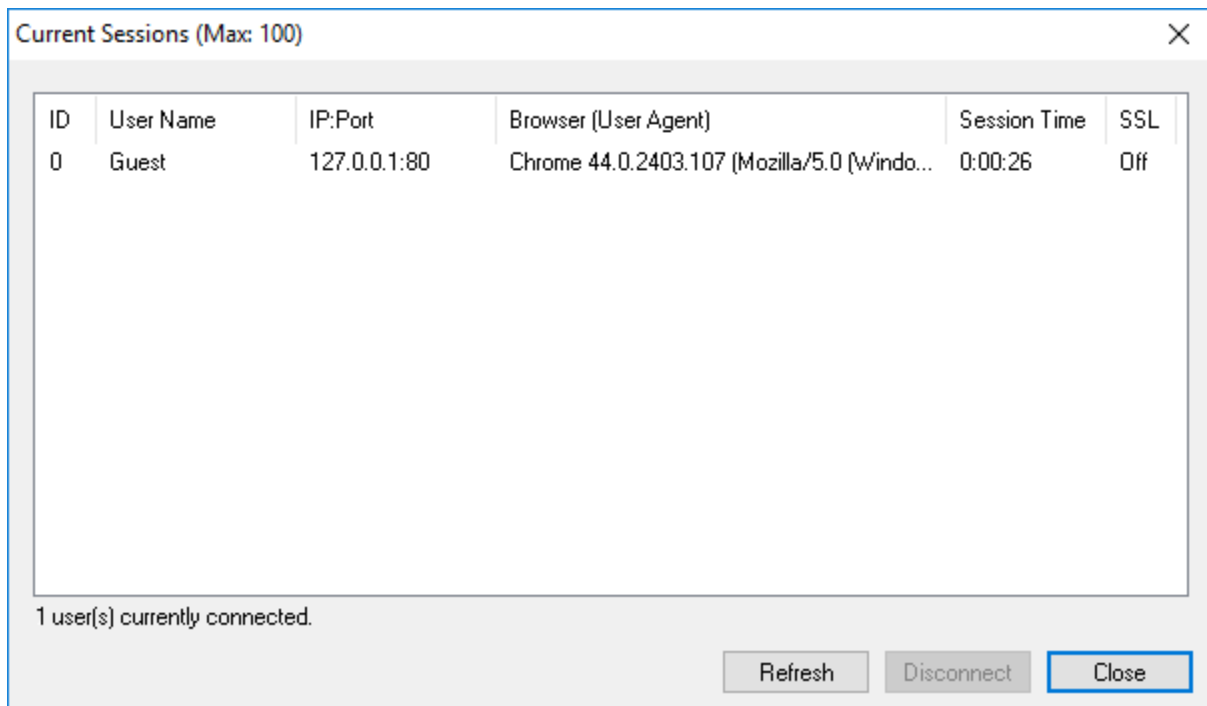 Current Sessions (Max: 100)
ID User Name IP:Port Browser (User Agent) Session Time SSL
0 Guest 127.0.0.1:80 Chrome 44.0.2403.107 (Mozilla/5.0 (Windo... 0:00:26 Off
1 user(s) currently connected.
Refresh Disconnect Close